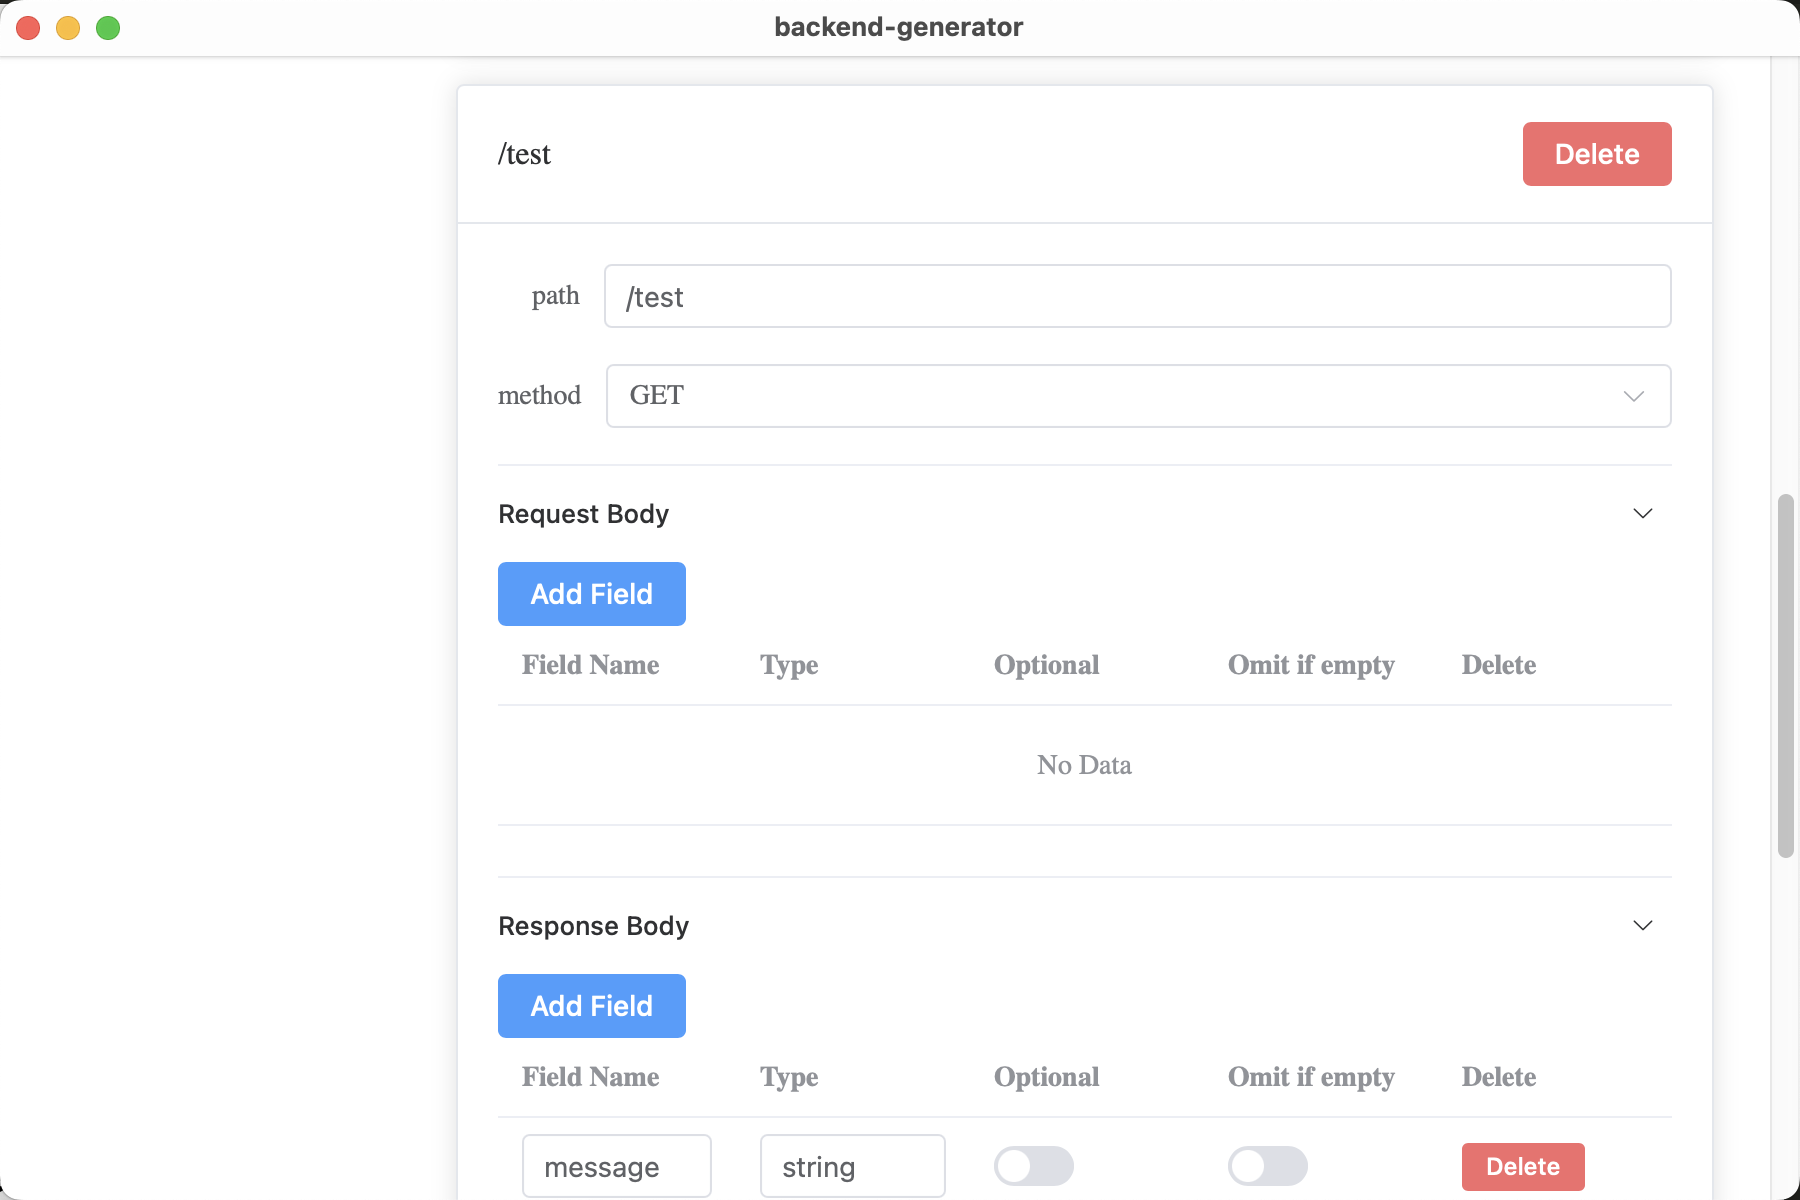 backend-generator
/test
Delete
path
/test
method
GET
Request Body
Add Field
Field Name Type Optional Omit if empty Delete
No Data
Response Body
Add Field
Field Name Type Optional Omit if empty Delete
message string Delete